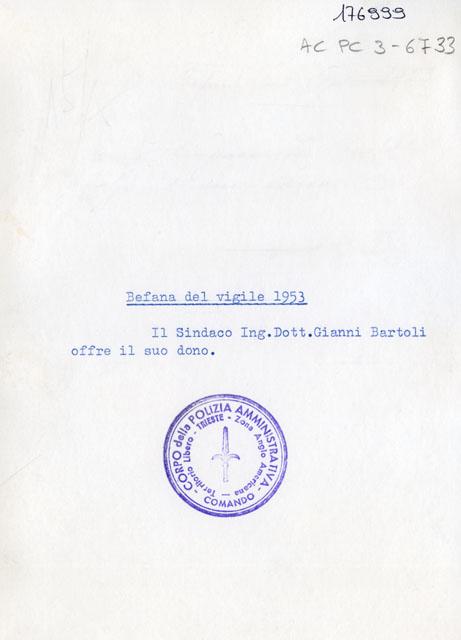 176999
AC PC 3-6733
Befana del vigile 1953
Il Sindaco Ing.Dott.Gianni Bartoli
offre il suo dono.
CORPO della POLIZIA AMMINISTRATIVA
COMANDO
Territorio Libero - TRIESTE - Zona Anglo Americana